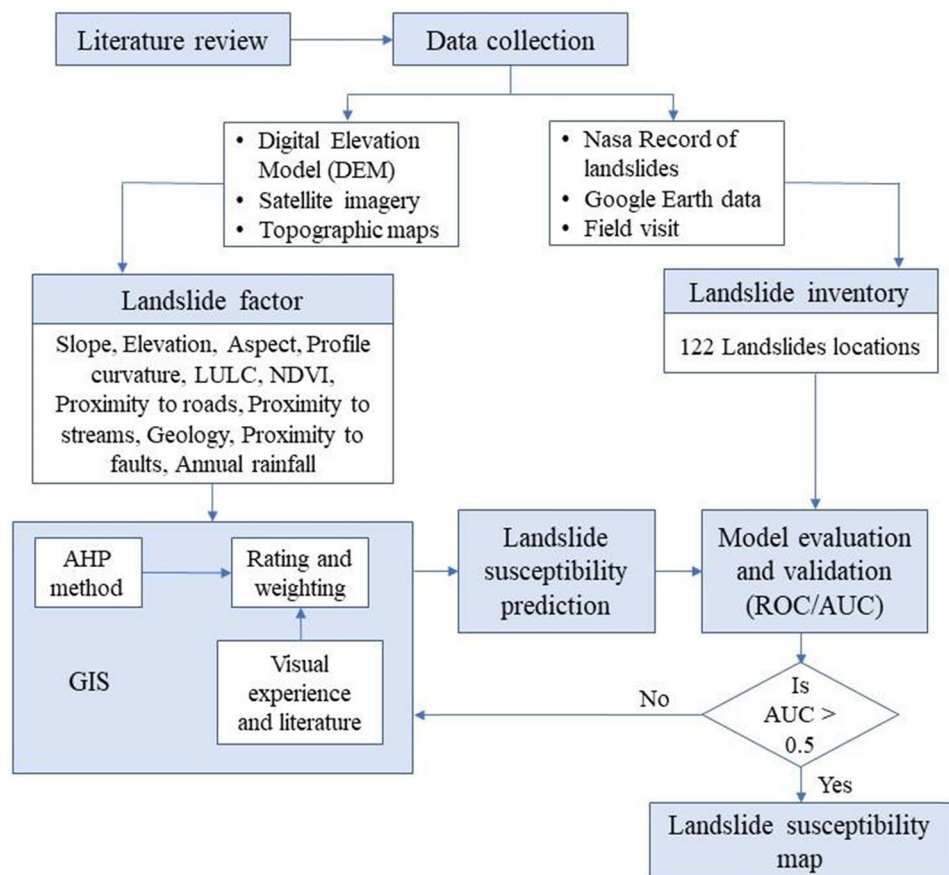 Literature review
Data collection
• Digital Elevation
Model (DEM)
• Satellite imagery
• Topographic maps
• Nasa Record of
landslides
• Google Earth data
• Field visit
Landslide factor
Slope, Elevation, Aspect, Profile
curvature, LULC, NDVI,
Proximity to roads, Proximity to
streams, Geology, Proximity to
faults, Annual rainfall
Landslide inventory
122 Landslides locations
AHP
method
Rating and
weighting
Visual
experience
and literature
GIS
Landslide
susceptibility
prediction
Model evaluation
and validation
(ROC/AUC)
Is
AUC >
0.5
No
Yes
Landslide susceptibility
map